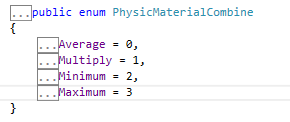 ...public enum PhysicMaterialCombine
{
...Average = 0,
...Multiply = 1,
...Minimum = 2,
...Maximum = 3
}